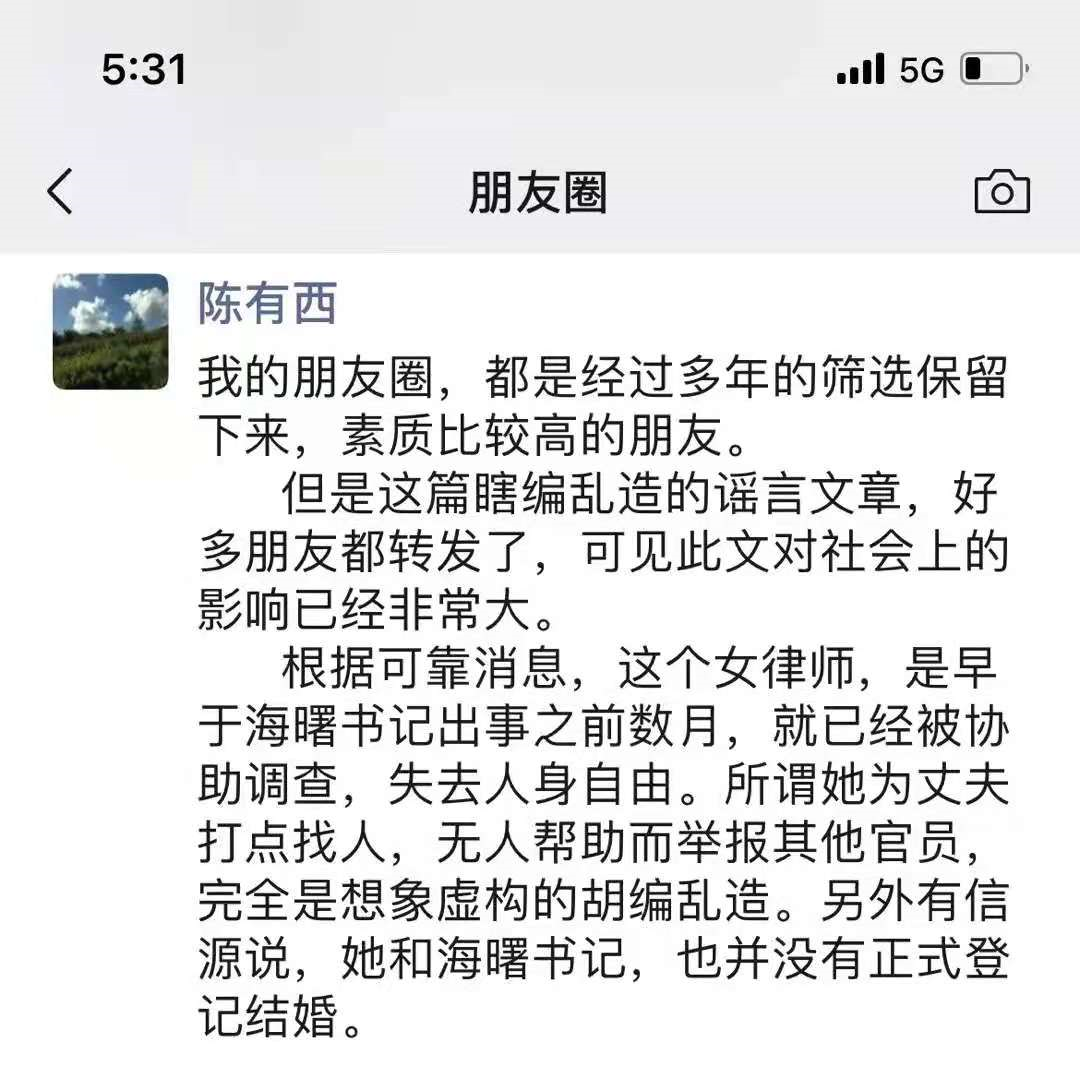 5:31
5G
朋友圈
陈有西
我的朋友圈，都是经过多年的筛选保留
下来，素质比较高的朋友。
但是这篇瞎编乱造的谣言文章，好
多朋友都转发了，可见此文对社会上的
影响已经非常大。
根据可靠消息，这个女律师，是早
于海曙书记出事之前数月，就已经被协
助调查，失去人身自由。所谓她为丈夫
打点找人，无人帮助而举报其他官员，
完全是想象虚构的胡编乱造。另外有信
源说，她和海曙书记，也并没有正式登
记结婚。